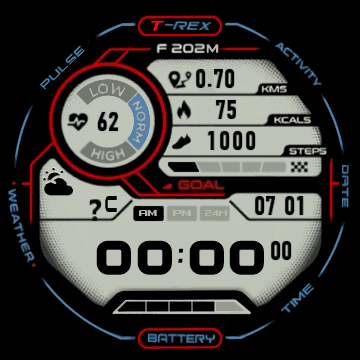 T-REX
F 202M
PULSE
ACTIVITY
0.70
KMS
LOW
62
NORM
HIGH
75
KCALS
1000
STEPS
GOAL
DATE
WEATHER
?C
AM PM 24H
07 01
00:00 00
TIME
BATTERY